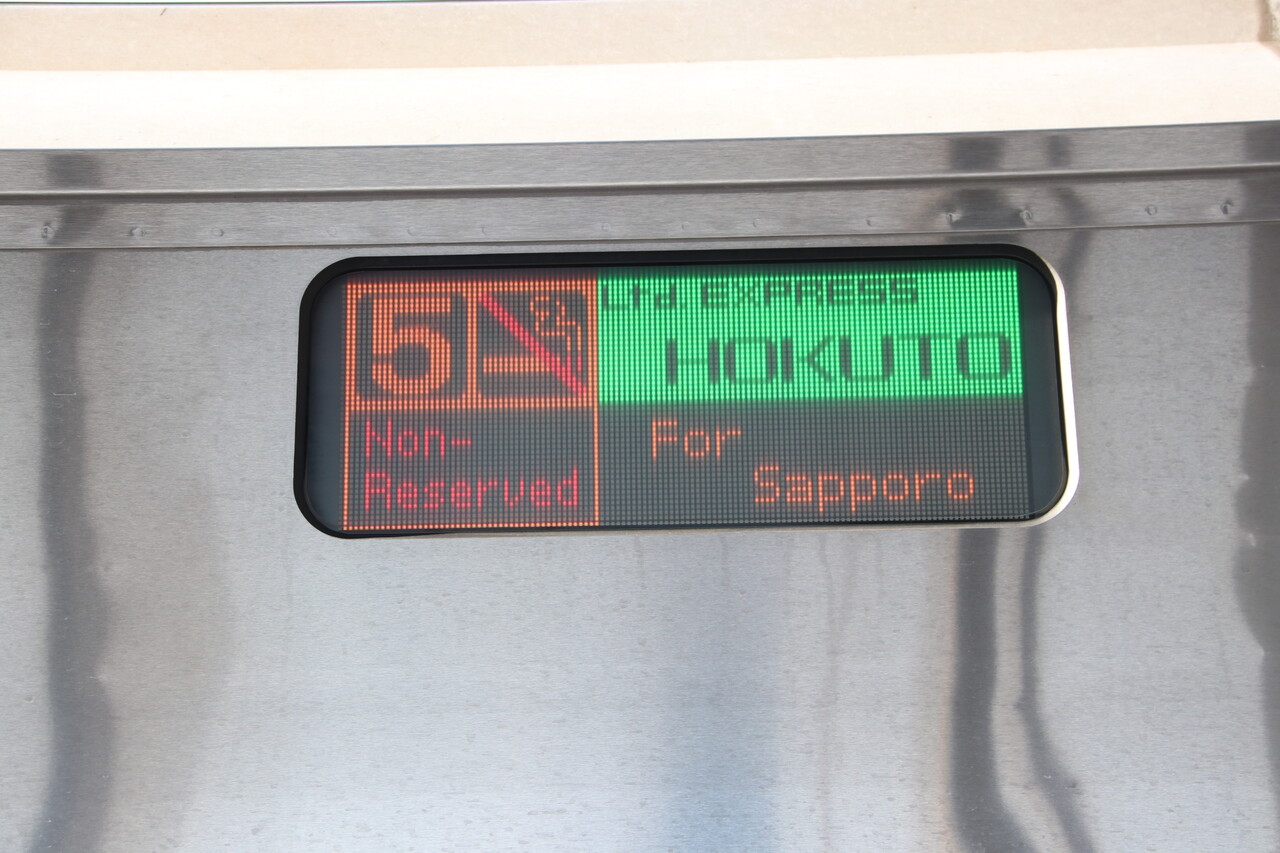 5
Ltd. EXPRESS
HOKUTO
Non-
Reserved
For
Sapporo